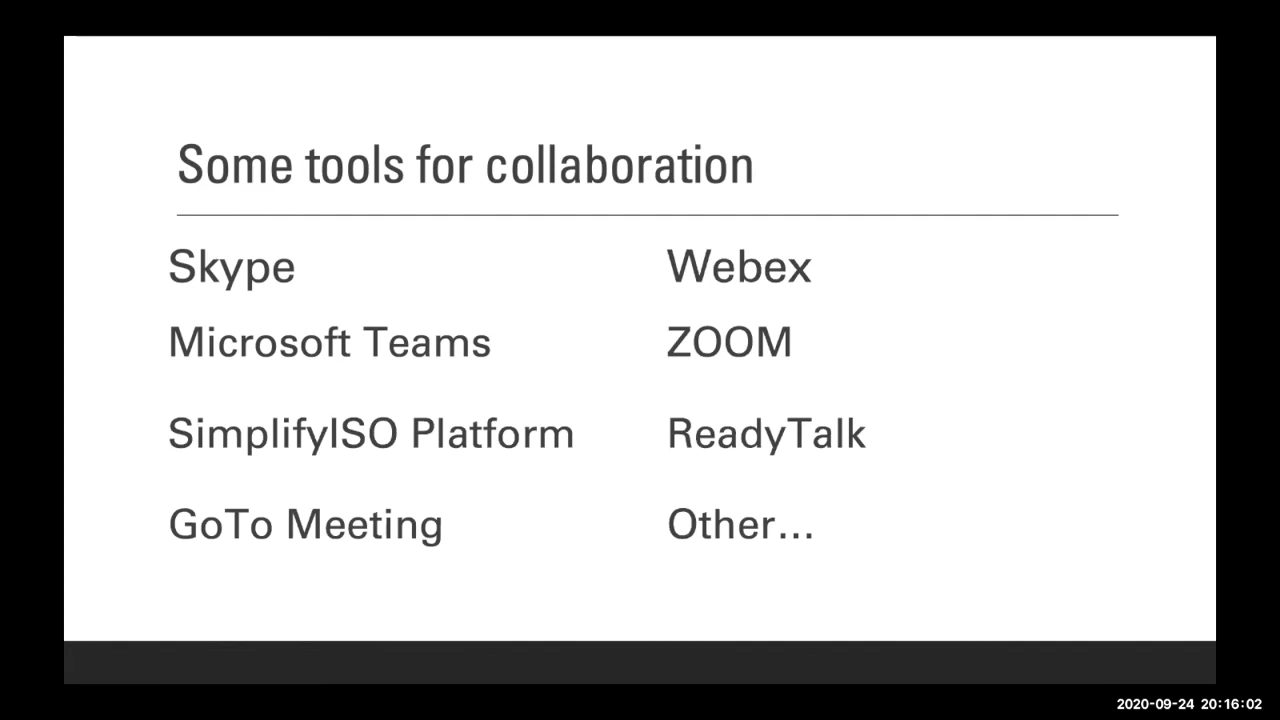 Some tools for collaboration
Skype
Microsoft Teams
SimplifyISO Platform
GoTo Meeting
Webex
ZOOM
ReadyTalk
Other...
2020-09-24 20:16:02